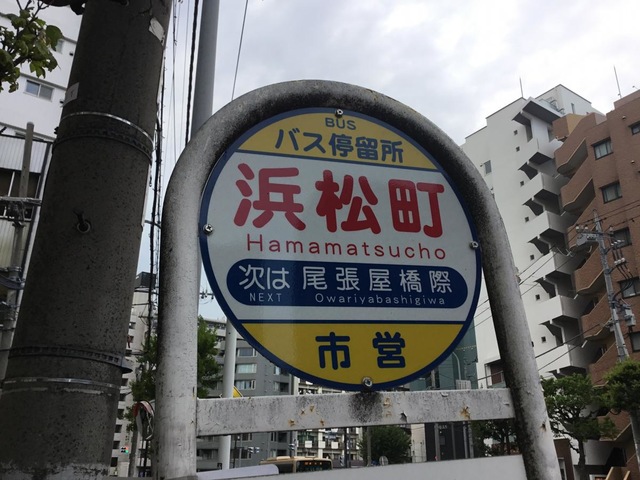 BUS
バス停留所
浜松町
Hamamatsucho
次は 尾張屋橋際
NEXT Owariyabashigiwa
市営